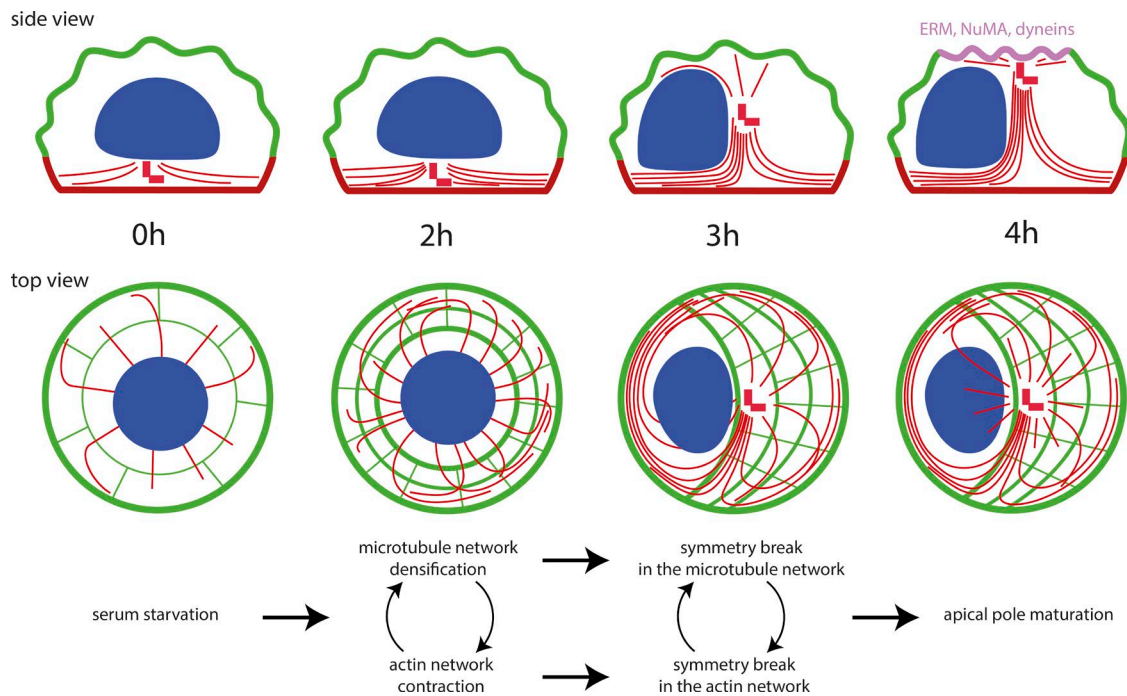 side view
ERM, NuMA, dyneins
0h
2h
3h
4h
top view
microtubule network
densification
symmetry break
in the microtubule network
serum starvation
apical pole maturation
actin network
contraction
symmetry break
in the actin network